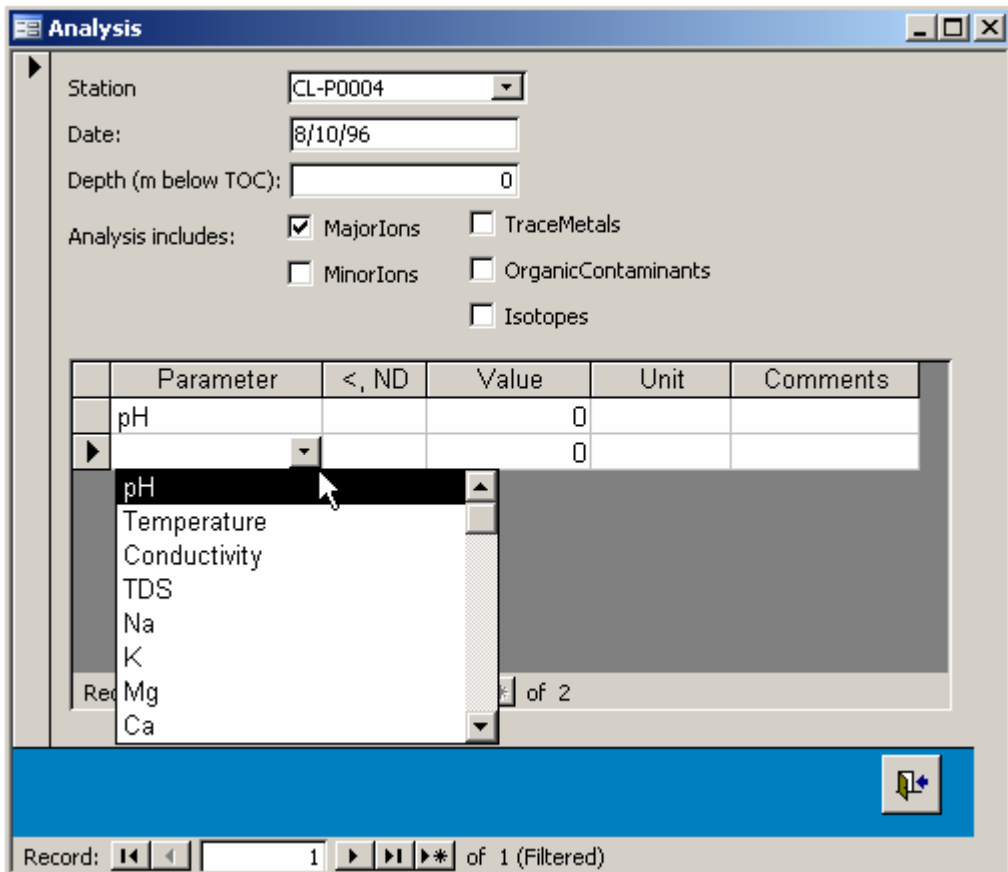 Analysis
Station CL-P0004
Date: 8/10/96
Depth (m below TOC): 0
Analysis includes: MajorIons TraceMetals
MinorIons OrganicContaminants
Isotopes
Parameter <, ND Value Unit Comments
pH 0
0
pH
Temperature
Conductivity
TDS
Na
K
Mg
Ca
of 2
Record: 1 of 1 (Filtered)